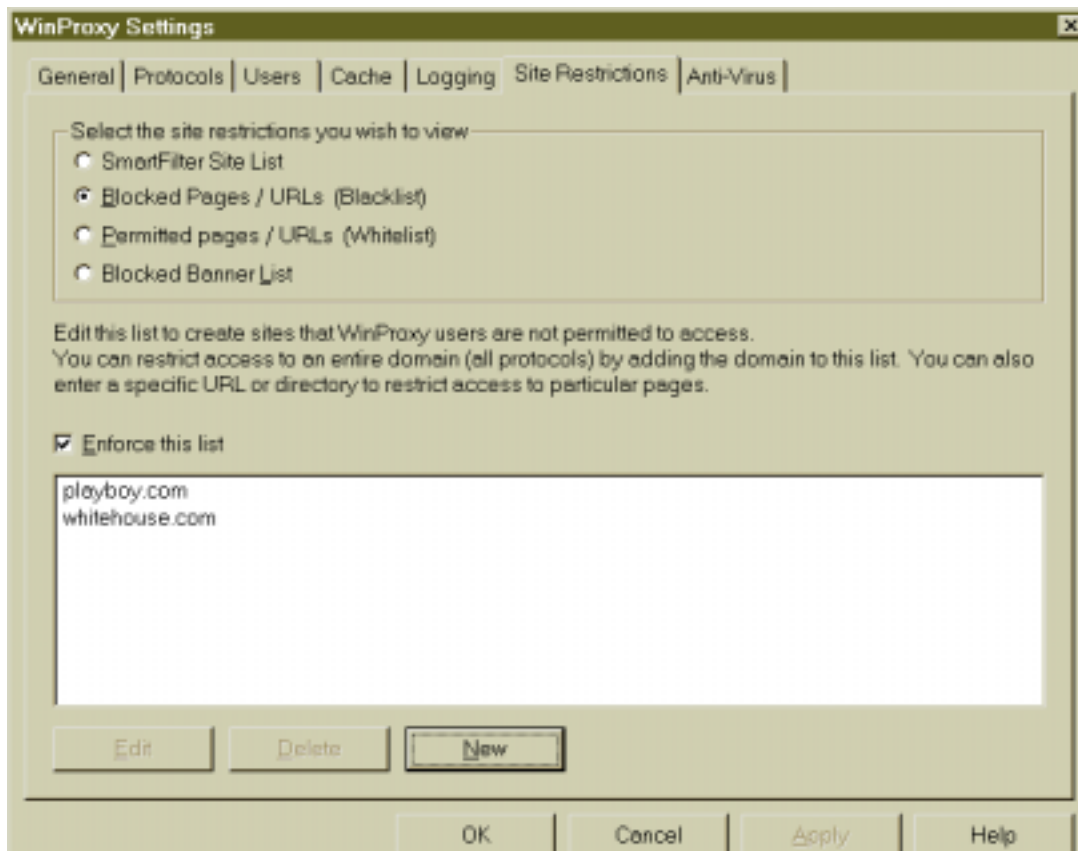 WinProxy Settings
General Protocols Users Cache Logging Site Restrictions Anti-Virus
Select the site restrictions you wish to view
SmartFilter Site List
Blocked Pages / URLs (Blacklist)
Permitted pages / URLs (Whitelist)
Blocked Banner List
Edit this list to create sites that WinProxy users are not permitted to access.
You can restrict access to an entire domain (all protocols) by adding the domain to this list. You can also
enter a specific URL or directory to restrict access to particular pages.
Enforce this list
playboy.com
whitehouse.com
Edit Delete New
OK Cancel Apply Help